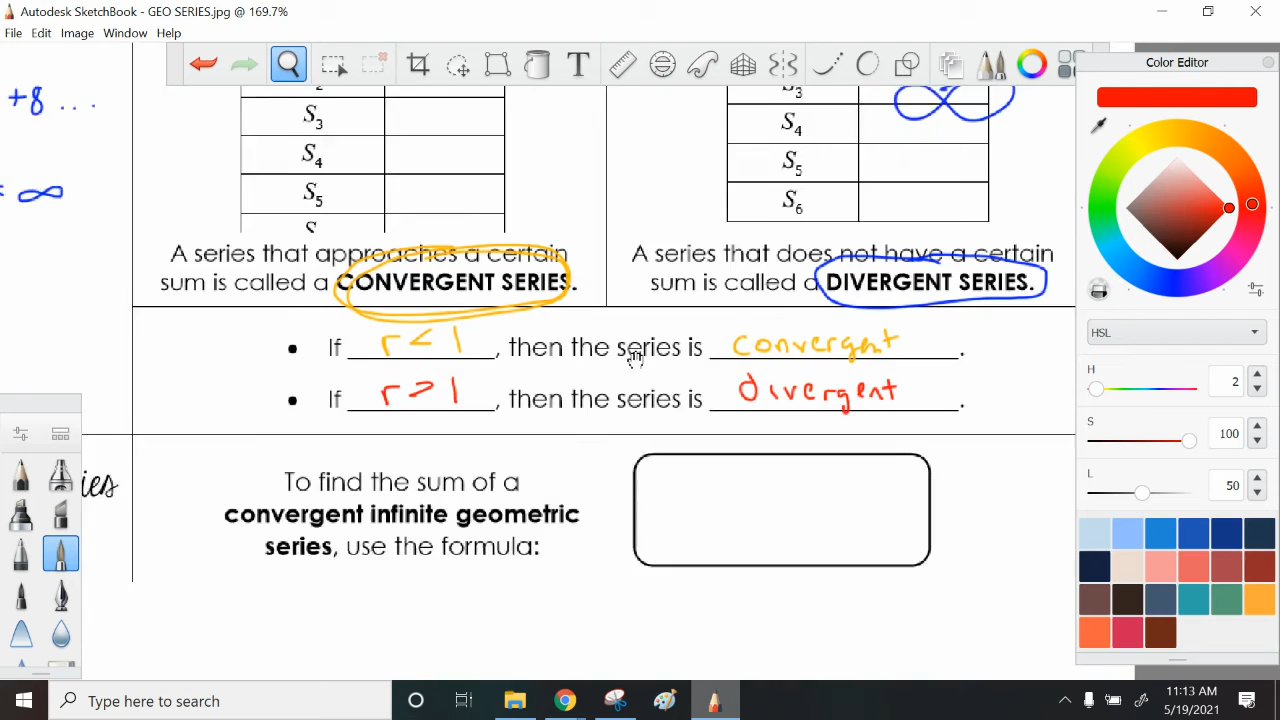 Autodesk SketchBook - GEO SERIES.jpg @ 169.7%
File Edit Image Window Help
T
Color Editor
+8 ...
= ∞
2
S3
S4
S5
S
S3
∞
S4
S5
S6
A series that approaches a certain
sum is called a CONVERGENT SERIES.
A series that does not have a certain
sum is called a DIVERGENT SERIES.
• If r < 1, then the series is convergent.
• If r > 1, then the series is divergent.
To find the sum of a
convergent infinite geometric
series, use the formula:
ies
HSL
H 2
S 100
L 50
Type here to search
11:13 AM
5/19/2021